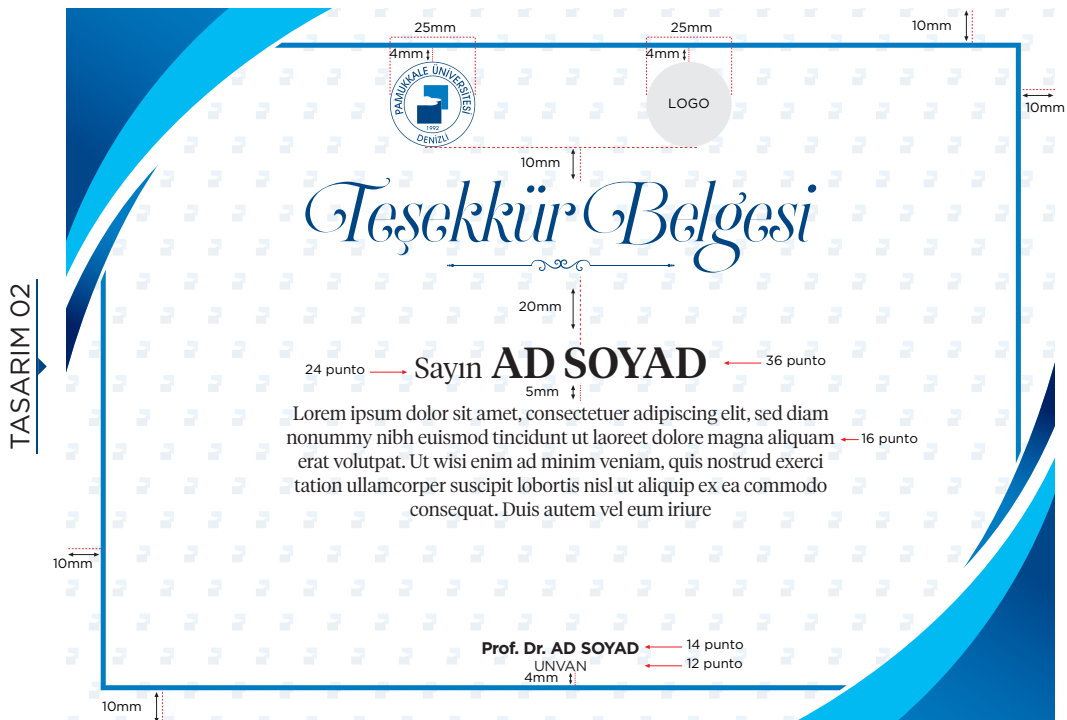 25mm
25mm
10mm
4mm
4mm
PAMUKKALE ÜNİVERSİTESİ
1992
DENİZLİ
LOGO
10mm
10mm
Teşekkür Belgesi
20mm
TASARIM 02
24 punto
Sayın AD SOYAD
36 punto
5mm
Lorem ipsum dolor sit amet, consectetuer adipiscing elit, sed diam
nonummy nibh euismod tincidunt ut laoreet dolore magna aliquam
16 punto
erat volutpat. Ut wisi enim ad minim veniam, quis nostrud exerci
tation ullamcorper suscipit lobortis nisl ut aliquip ex ea commodo
consequat. Duis autem vel eum iriure
10mm
Prof. Dr. AD SOYAD
14 punto
UNVAN
12 punto
4mm
10mm